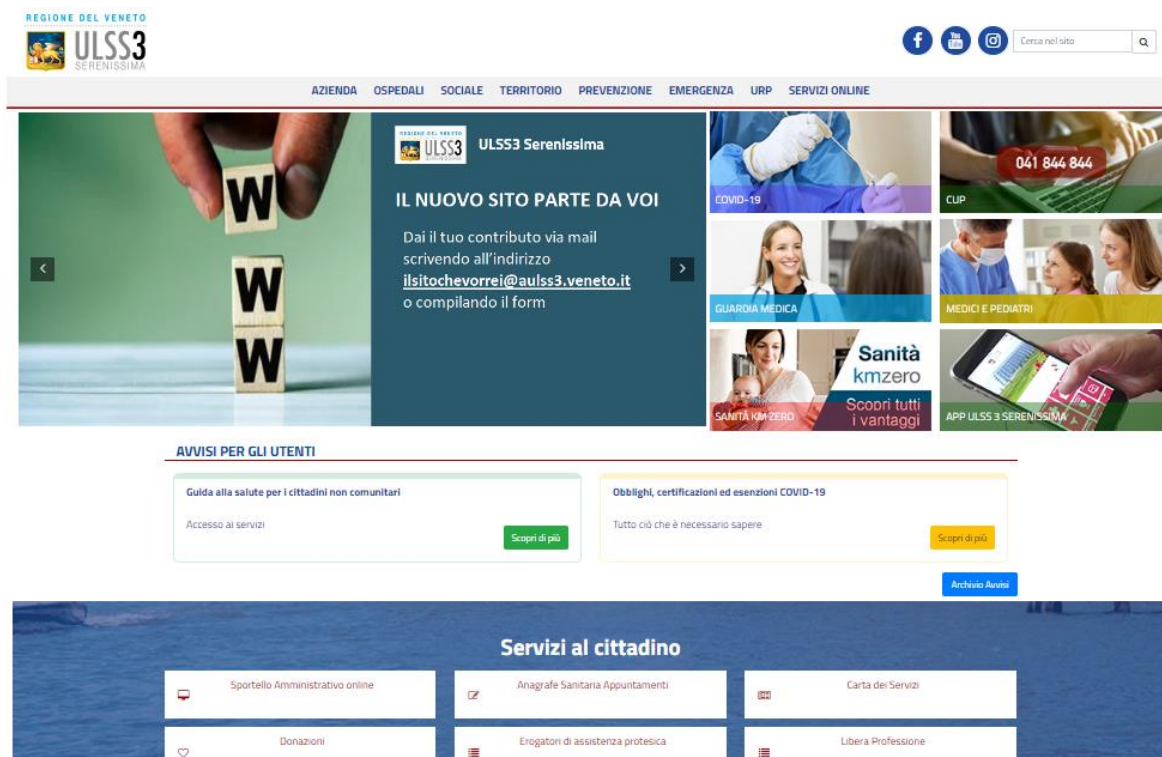 REGIONE DEL VENETO
ULSS3
SERENISSIMA
f
You
Tube
Cerca nel sito
AZIENDA OSPEDALI SOCIALE TERRITORIO PREVENZIONE EMERGENZA URP SERVIZI ONLINE
W
W
W
REGIONE DEL VENETO
ULSS3
SERENISSIMA
ULSS3 Serenissima
IL NUOVO SITO PARTE DA VOI
Dai il tuo contributo via mail
scrivendo all'indirizzo
ilsitochevorrei@aulss3.veneto.it
o compilando il form
COVID-19
041 844 844
CUP
GUARDIA MEDICA
MEDICI E PEDIATRI
Sanità
kmzero
Scopri tutti
i vantaggi
SANITÀ KM ZERO
APP ULSS 3 SERENISSIMA
AVVISI PER GLI UTENTI
Guida alla salute per i cittadini non comunitari
Accesso ai servizi
Scopri di più
Obblighi, certificazioni ed esenzioni COVID-19
Tutto ciò che è necessario sapere
Scopri di più
Archivio Avvisi
Servizi al cittadino
Sportello Amministrativo online
Anagrafe Sanitaria Appuntamenti
Carta dei Servizi
Donazioni
Erogatori di assistenza protesica
Libera Professione